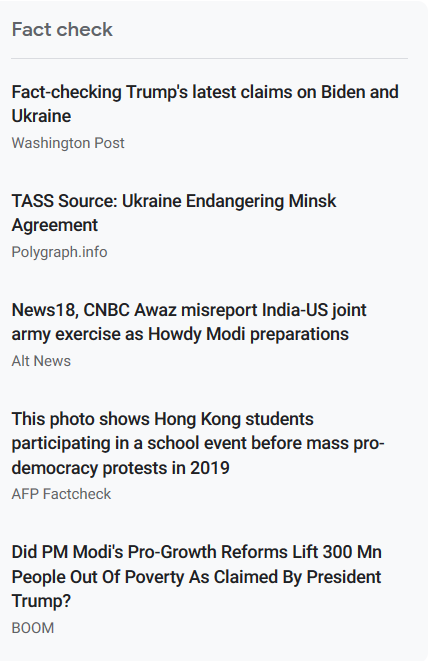 Fact check
Fact-checking Trump's latest claims on Biden and
Ukraine
Washington Post
TASS Source: Ukraine Endangering Minsk
Agreement
Polygraph.info
News18, CNBC Awaz misreport India-US joint
army exercise as Howdy Modi preparations
Alt News
This photo shows Hong Kong students
participating in a school event before mass pro-
democracy protests in 2019
AFP Factcheck
Did PM Modi's Pro-Growth Reforms Lift 300 Mn
People Out Of Poverty As Claimed By President
Trump?
BOOM